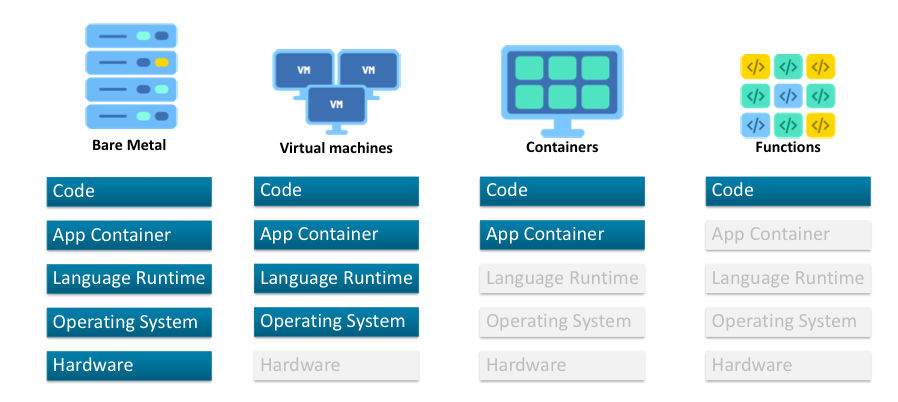 VM
VM
VM
</>
</>
</>
</>
</>
</>
</>
</>
</>
Bare Metal
Virtual machines
Containers
Functions
Code
Code
Code
Code
App Container
App Container
App Container
App Container
Language Runtime
Language Runtime
Language Runtime
Language Runtime
Operating System
Operating System
Operating System
Operating System
Hardware
Hardware
Hardware
Hardware